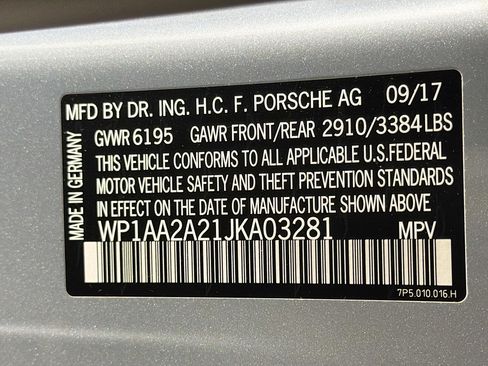 MFD BY DR. ING. H.C. F. PORSCHE AG 09/17
GVWR 6195 GAWR FRONT/REAR 2910/3384 LBS
THIS VEHICLE CONFORMS TO ALL APPLICABLE U.S.FEDERAL
MOTOR VEHICLE SAFETY AND THEFT PREVENTION STANDARDS
IN EFFECT ON THE DATE OF MANUFACTURE SHOWN ABOVE.
WP1AA2A21JKA03281 MPV
7P5.010.016.H
MADE IN GERMANY